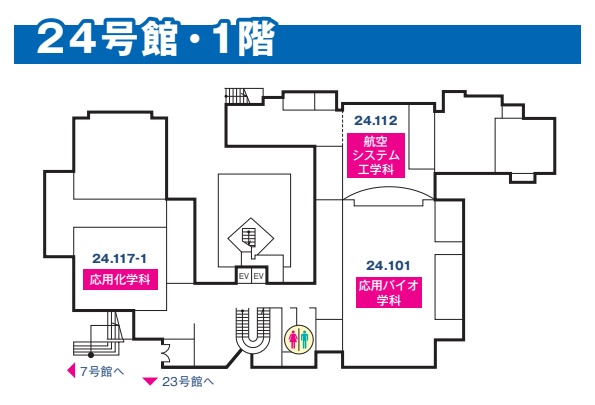 24号館・1階
24.112
航空
システム
工学科
24.117-1
応用化学科
24.101
応用バイオ
学科
EV EV
7号館へ
23号館へ